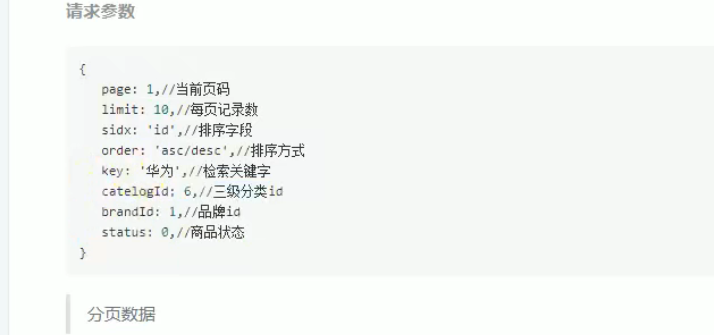 请求参数
{
page: 1,//当前页码
limit: 10,//每页记录数
sidx: 'id',//排序字段
order: 'asc/desc',//排序方式
key: '华为',//检索关键字
catelogId: 6,//三级分类id
brandId: 1,//品牌id
status: 0,//商品状态
}
分页数据